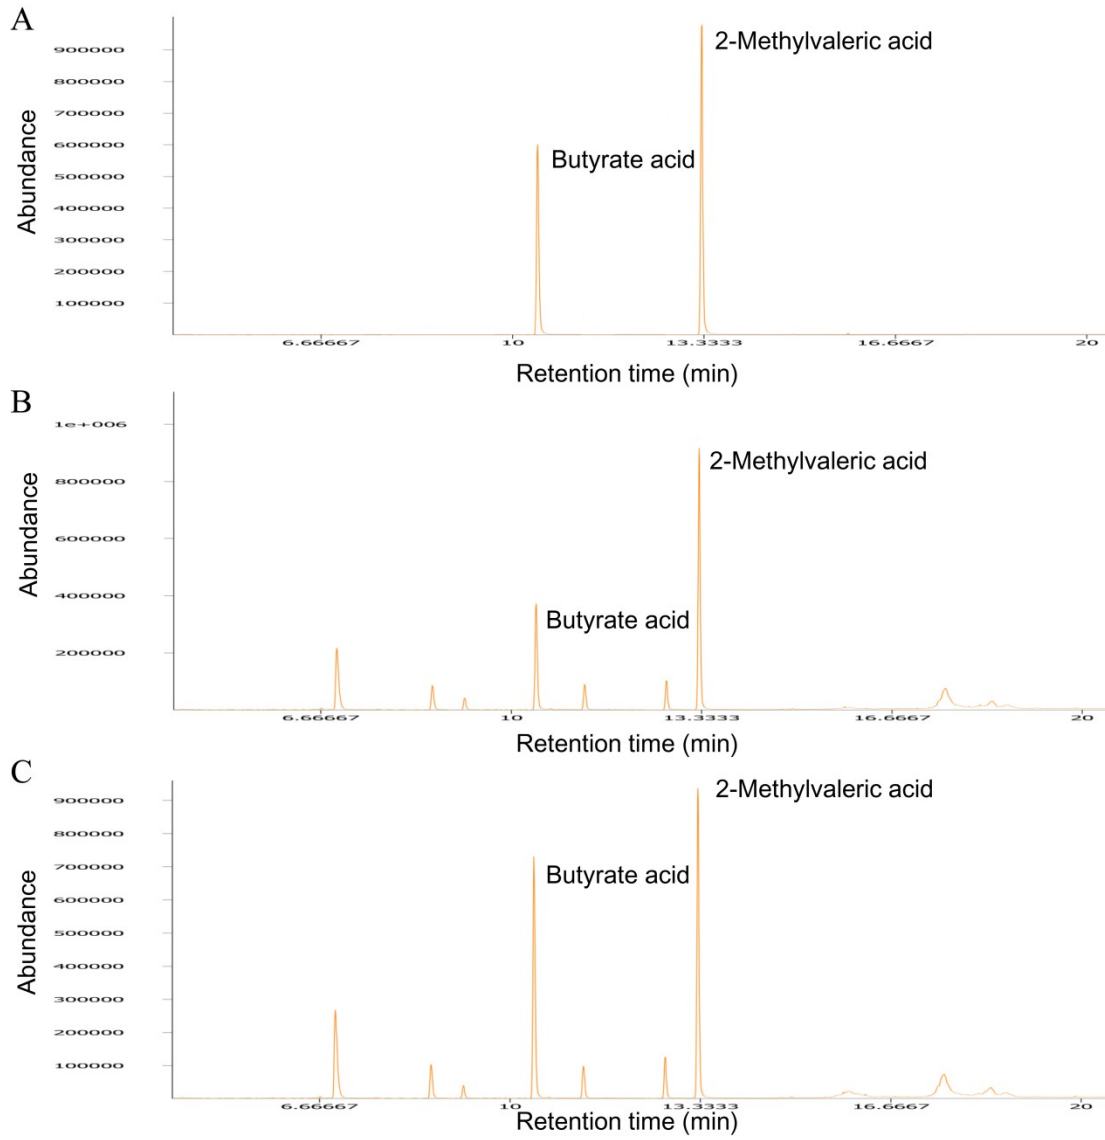 A
2-Methylvaleric acid
900000
800000
700000
600000
Butyrate acid
500000
400000
300000
200000
100000
Abundance
6.66667 10 13.3333 16.6667 20
Retention time (min)
B
1e+006
2-Methylvaleric acid
800000
600000
400000
Butyrate acid
200000
Abundance
6.66667 10 13.3333 16.6667 20
Retention time (min)
C
2-Methylvaleric acid
900000
800000
700000
Butyrate acid
600000
500000
400000
300000
200000
100000
Abundance
6.66667 10 13.3333 16.6667 20
Retention time (min)